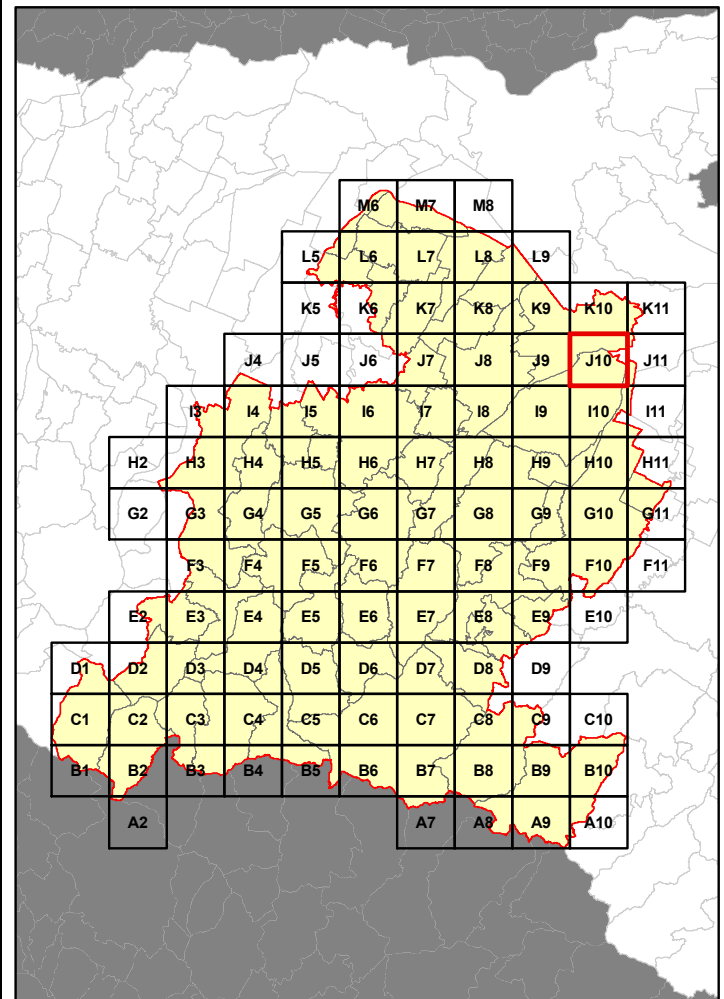 M6 M7 M8
L5 L6 L7 L8 L9
K5 K6 K7 K8 K9 K10 K11
J4 J5 J6 J7 J8 J9 J10 J11
I3 I4 I5 I6 I7 I8 I9 I10 I11
H2 H3 H4 H5 H6 H7 H8 H9 H10 H11
G2 G3 G4 G5 G6 G7 G8 G9 G10 G11
F3 F4 F5 F6 F7 F8 F9 F10 F11
E2 E3 E4 E5 E6 E7 E8 E9 E10
D1 D2 D3 D4 D5 D6 D7 D8 D9
C1 C2 C3 C4 C5 C6 C7 C8 C9 C10
B1 B2 B3 B4 B5 B6 B7 B8 B9 B10
A2 A7 A8 A9 A10